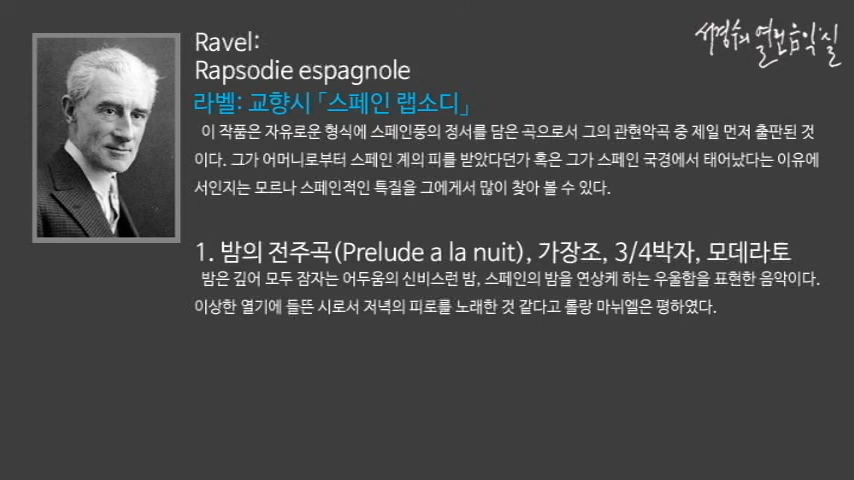 서경수의 열린음악실
Ravel:
Rapsodie espagnole
라벨: 교향시 「스페인 랩소디」
이 작품은 자유로운 형식에 스페인풍의 정서를 담은 곡으로서 그의 관현악곡 중 제일 먼저 출판된 것
이다. 그가 어머니로부터 스페인 계의 피를 받았다던가 혹은 그가 스페인 국경에서 태어났다는 이유에
서인지는 모르나 스페인적인 특질을 그에게서 많이 찾아 볼 수 있다.
1. 밤의 전주곡(Prelude a la nuit), 가장조, 3/4박자, 모데라토
밤은 깊어 모두 잠자는 어두움의 신비스런 밤, 스페인의 밤을 연상케 하는 우울함을 표현한 음악이다.
이상한 열기에 들뜬 시로서 저녁의 피로를 노래한 것 같다고 롤랑 마뉘엘은 평하였다.